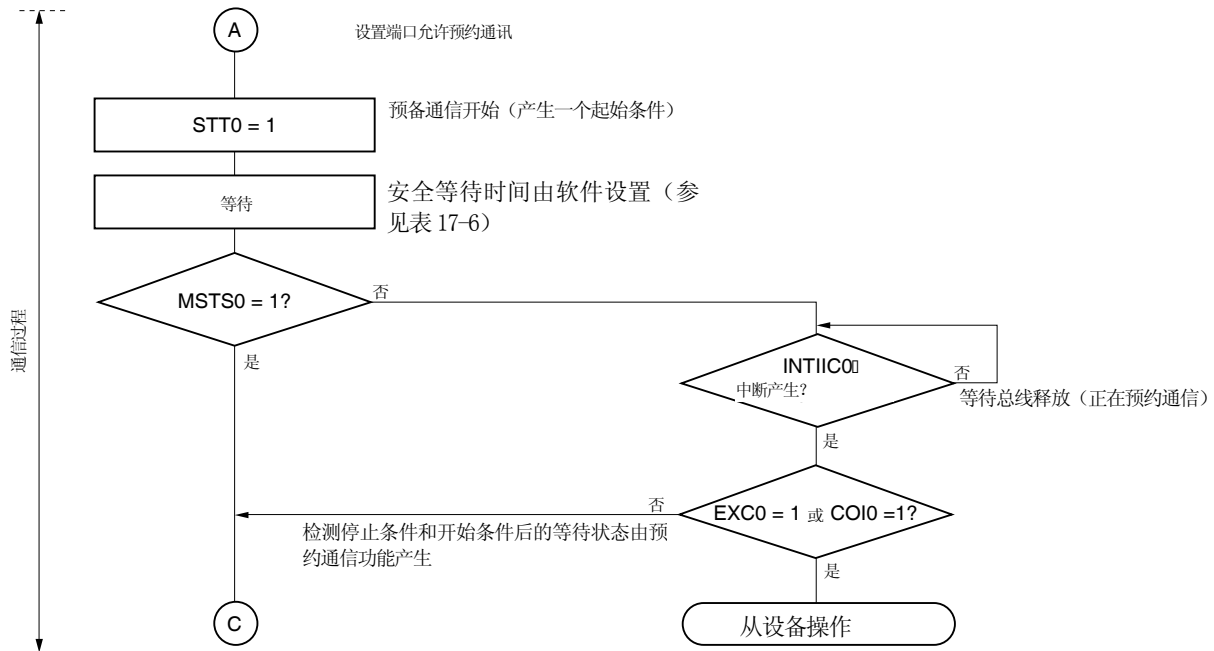 A
设置端口允许预约通讯
STT0 = 1
预备通信开始（产生一个起始条件）
等待
安全等待时间由软件设置（参
见表 17-6）
MSTS0 = 1?
否
是
INTIIC0
中断产生？
否
等待总线释放（正在预约通信）
是
EXC0 = 1 或 COI0 =1?
否
检测停止条件和开始条件后的等待状态由预
约通信功能产生
是
C
从设备操作
通信过程